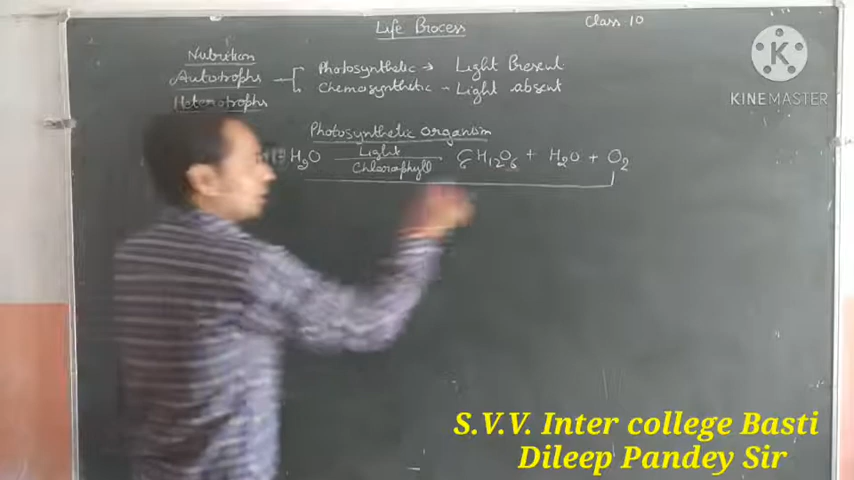 Life Process
Class 10
Nutrition
Autotrophs
Heterotrophs
Photosynthetic → Light Present
Chemosynthetic - Light absent
Photosynthetic Organism
H2O Light C6H12O6 + H2O + O2
Chlorophyll
KINEMASTER
S.V.V. Inter college Basti
Dileep Pandey Sir